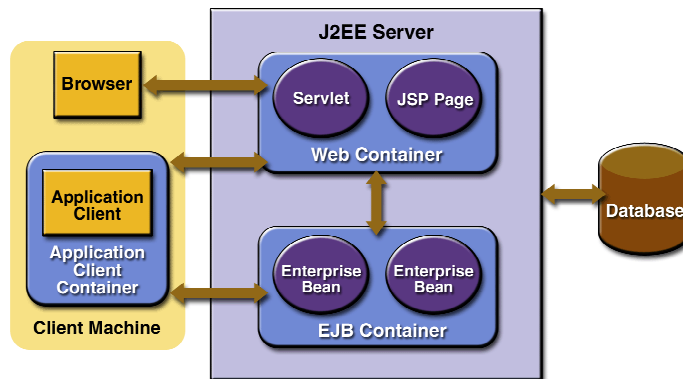 J2EE Server
Browser
Servlet
JSP Page
Web Container
Application
Client
Application
Client
Container
Client Machine
Enterprise
Bean
Enterprise
Bean
EJB Container
Database